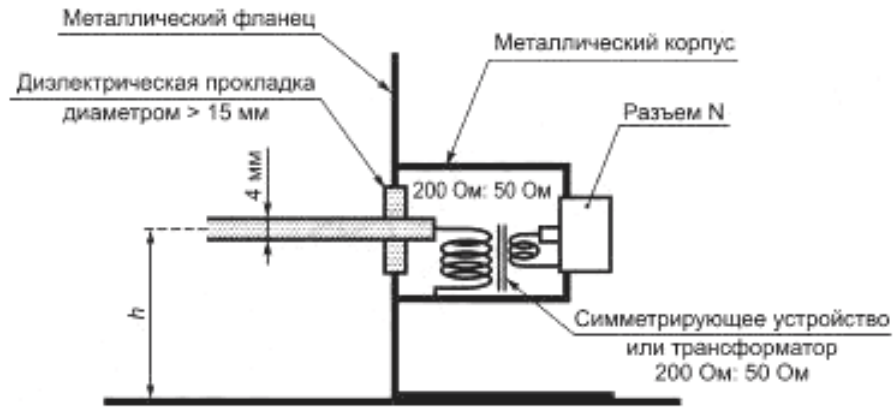 Металлический фланец
Металлический корпус
Диэлектрическая прокладка
диаметром > 15 мм
Разъем N
4 мм
200 Ом: 50 Ом
h
Симметрирующее устройство
или трансформатор
200 Ом: 50 Ом